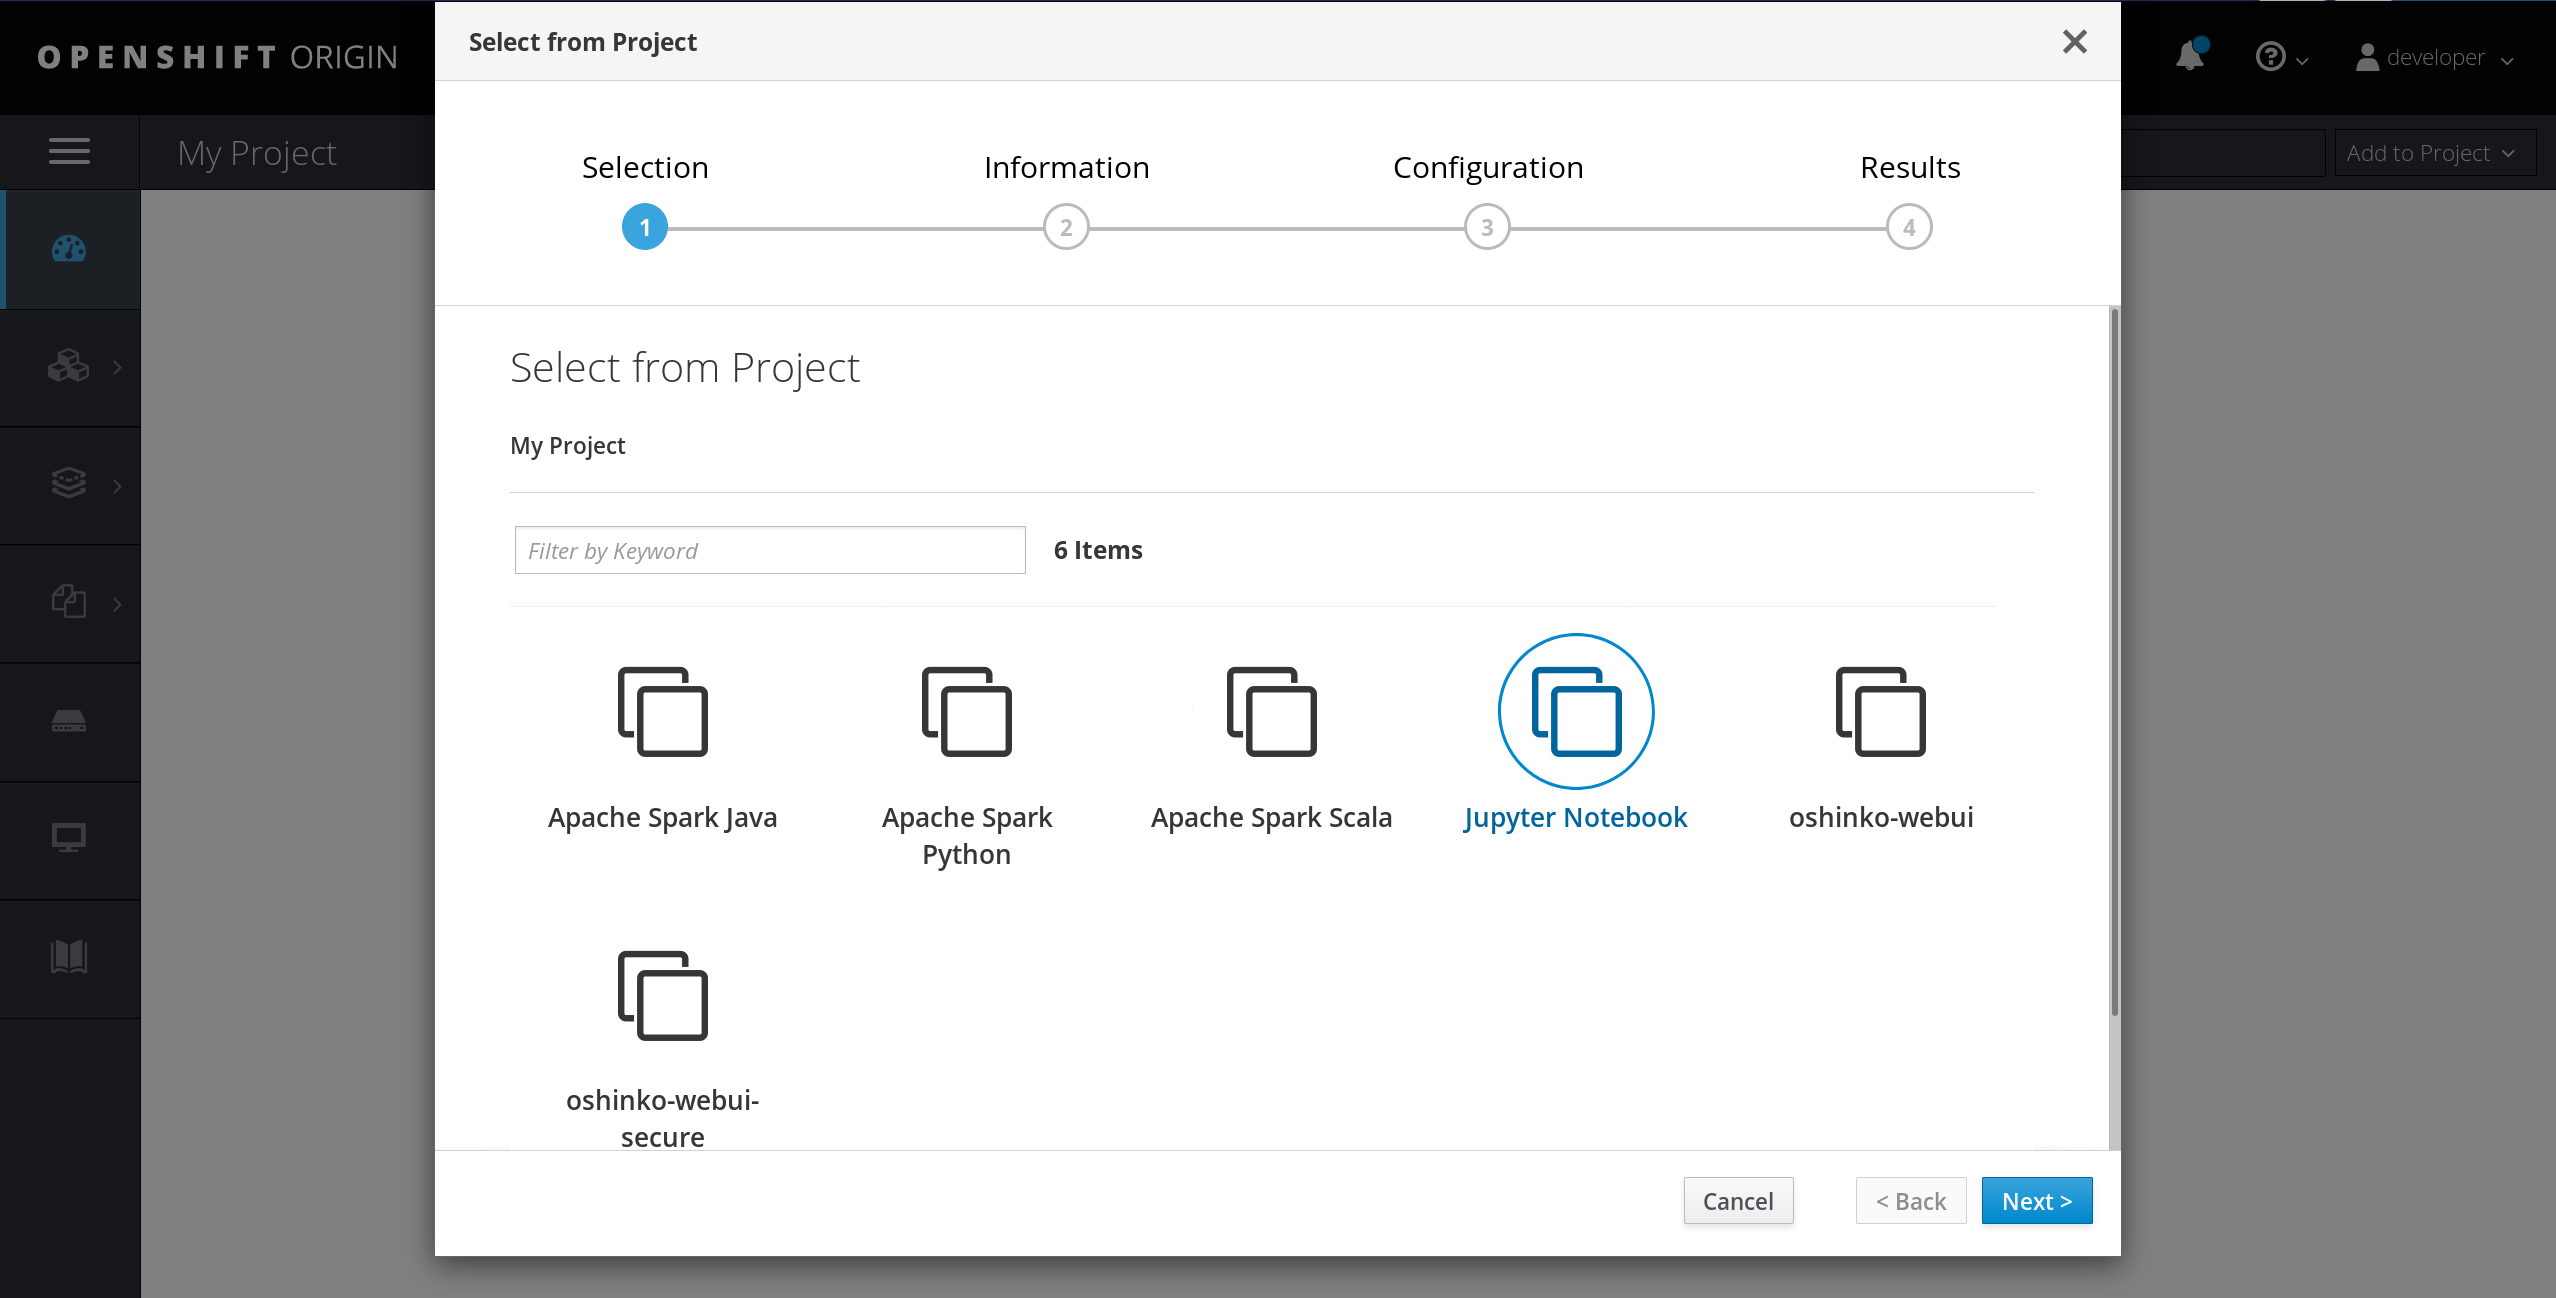 OPENSHIFT ORIGIN
Select from Project
developer
My Project
Add to Project
Selection
Information
Configuration
Results
1
2
3
4
Select from Project
My Project
Filter by Keyword
6 Items
Apache Spark Java
Apache Spark
Python
Apache Spark Scala
Jupyter Notebook
oshinko-webui
oshinko-webui-
secure
Cancel
< Back
Next >